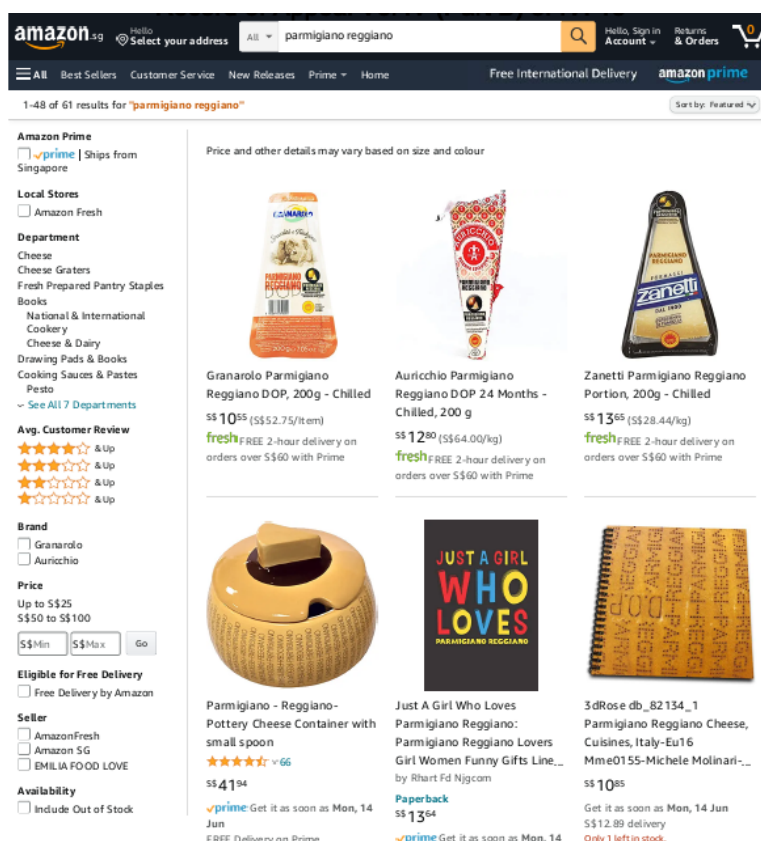 amazon.sg
Hello
Select your address
All
parmigiano reggiano
Hello, Sign in
Account
Returns
& Orders
0
All
Best Sellers
Customer Service
New Releases
Prime
Home
Free International Delivery
amazon prime
1-48 of 61 results for "parmigiano reggiano"
Sort by: Featured
Amazon Prime
prime | Ships from
Singapore
Local Stores
Amazon Fresh
Department
Cheese
Cheese Graters
Fresh Prepared Pantry Staples
Books
National & International
Cookery
Cheese & Dairy
Drawing Pads & Books
Cooking Sauces & Pastes
Pesto
See All 7 Departments
Avg. Customer Review
& Up
& Up
& Up
& Up
Brand
Granarolo
Auricchio
Price
Up to S$25
S$50 to S$100
S$ Min
S$ Max
Go
Eligible for Free Delivery
Free Delivery by Amazon
Seller
AmazonFresh
Amazon SG
EMILIA FOOD LOVE
Availability
Include Out of Stock
Price and other details may vary based on size and colour
GRANAROLO
PARMIGIANO
REGGIANO
DOP
Granarolo Parmigiano
Reggiano DOP, 200g - Chilled
S$ 10 55 (S$52.75/Item)
fresh FREE 2-hour delivery on
orders over S$60 with Prime
AURICCHIO
PARMIGIANO
REGGIANO
Auricchio Parmigiano
Reggiano DOP 24 Months -
Chilled, 200 g
S$ 12 80 (S$64.00/kg)
fresh FREE 2-hour delivery on
orders over S$60 with Prime
PARMIGIANO
REGGIANO
FORMAGGI
zanetti
DAL 1900
Zanetti Parmigiano Reggiano
Portion, 200g - Chilled
S$ 13 65 (S$28.44/kg)
fresh FREE 2-hour delivery on
orders over S$60 with Prime
Parmigiano - Reggiano-
Pottery Cheese Container with
small spoon
66
S$ 41 94
prime Get it as soon as Mon, 14
Jun
FREE Delivery on Prime
JUST A GIRL
WHO
LOVES
PARMIGIANO REGGIANO
Just A Girl Who Loves
Parmigiano Reggiano:
Parmigiano Reggiano Lovers
Girl Women Funny Gifts Line...
by Rhart Fd Njgcom
Paperback
S$ 13 64
prime Get it as soon as Mon, 14
3dRose db_82134_1
Parmigiano Reggiano Cheese,
Cuisines, Italy-Eu16
Mme0155-Michele Molinari-...
S$ 10 85
Get it as soon as Mon, 14 Jun
S$12.89 delivery
Only 1 left in stock.